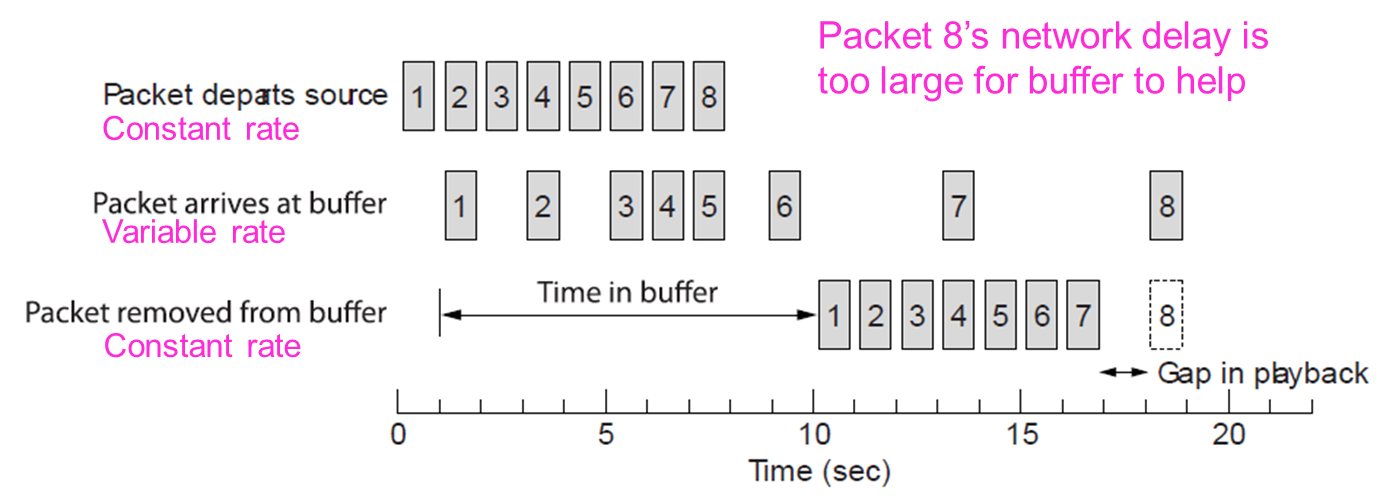 Packet 8’s network delay is
too large for buffer to help
Packet depats source
Constant rate
1 2 3 4 5 6 7 8
Packet arrives at buffer
Variable rate
1 2 3 4 5 6 7 8
Packet removed from buffer
Constant rate
Time in buffer
1 2 3 4 5 6 7 8
Gap in playback
0 5 10 15 20
Time (sec)